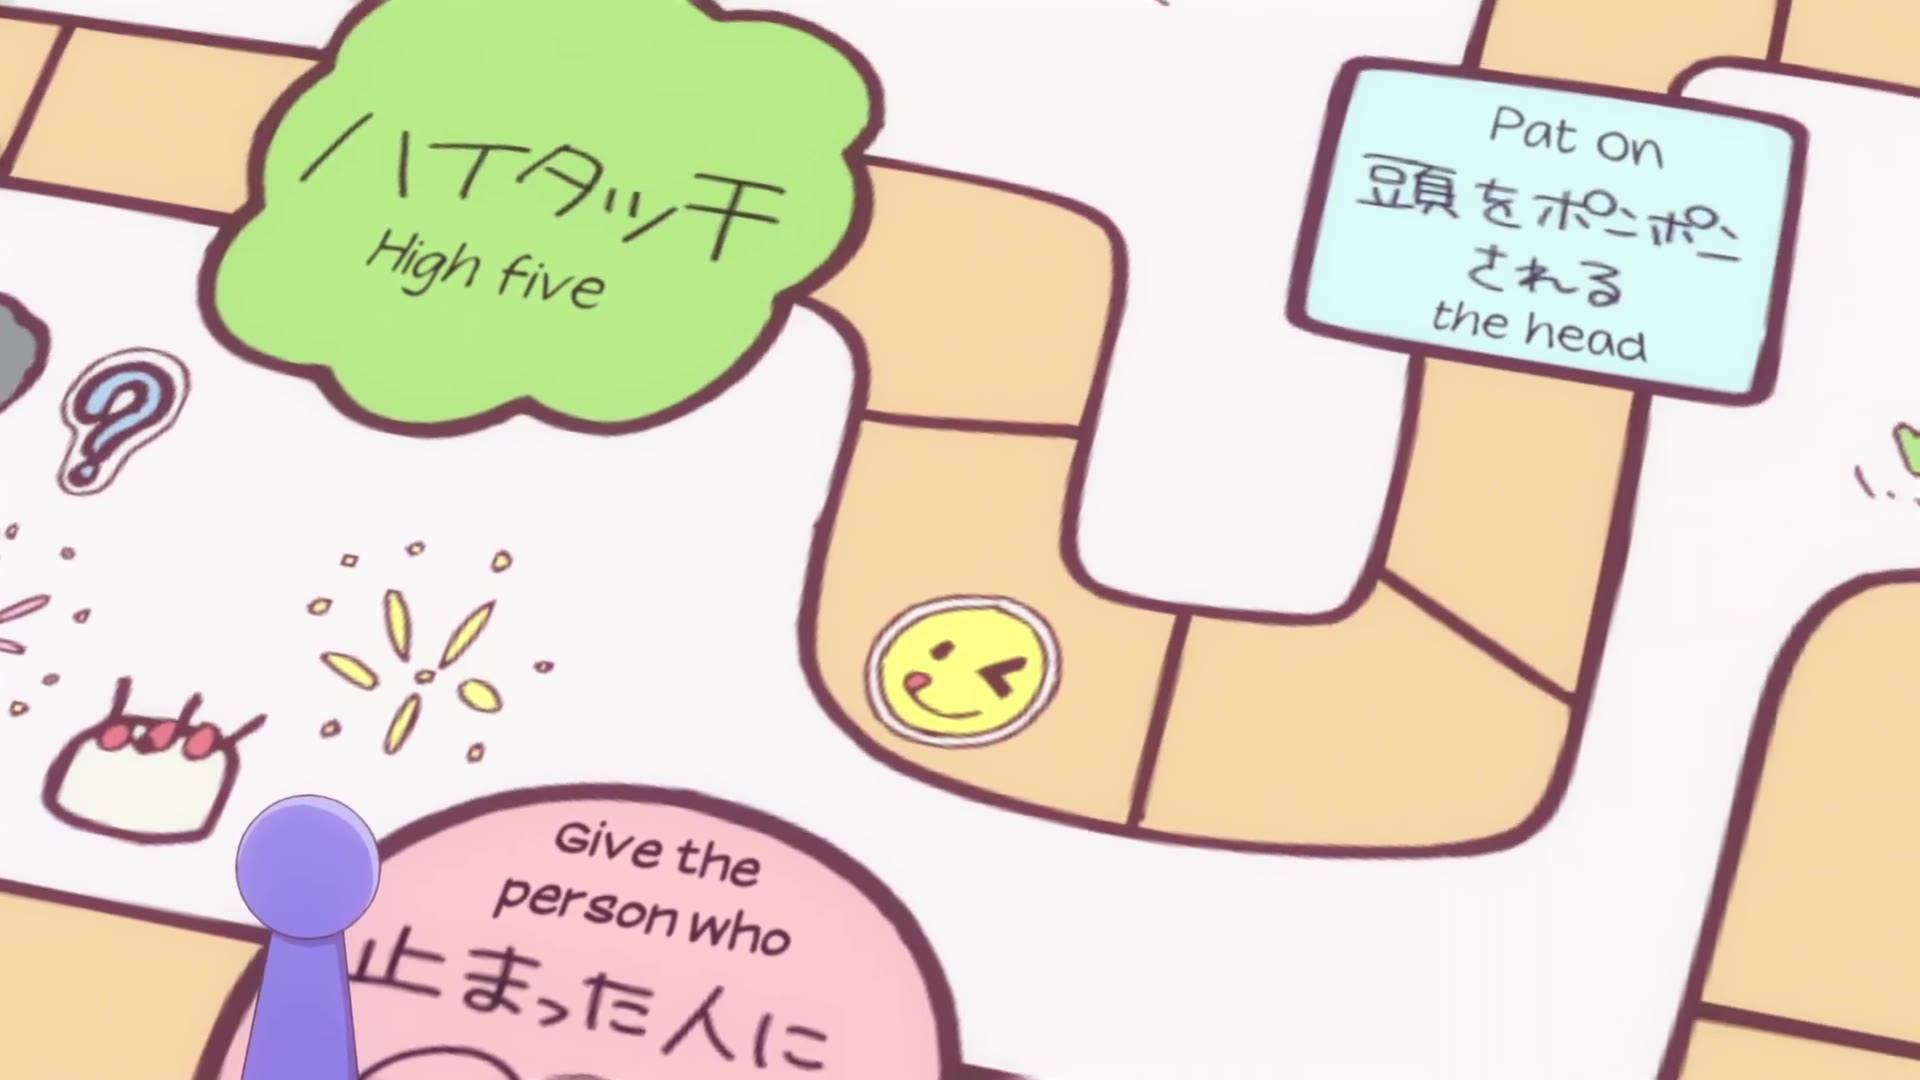 ハイタッチ
High five
Pat on
頭をポンポン
される
the head
Give the
person who
止まった人に